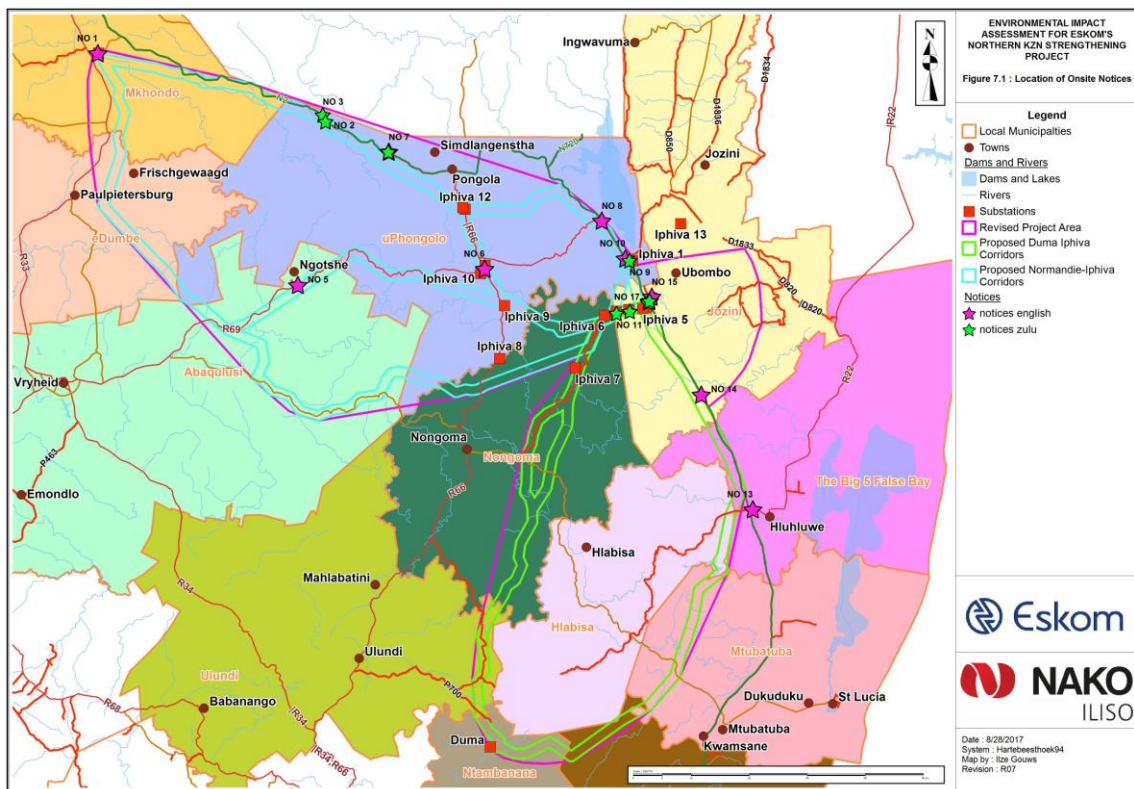 ENVIRONMENTAL IMPACT
ASSESSMENT FOR ESKOM'S
NORTHERN KZN STRENGTHENING
PROJECT
Figure 7.1 : Location of Onsite Notices
N
Legend
Local Municipalties
Towns
Dams and Rivers
Dams and Lakes
Rivers
Substations
Revised Project Area
Proposed Duma Iphiva
Corridors
Proposed Normandie-Iphiva
Corridors
Notices
notices english
notices zulu
Eskom
NAKO
ILISO
Date : 8/28/2017
System : Hartebeesthoek94
Map by : Ilze Gouws
Revision : R07
NO 1
Ingwavuma
D1834
D1836
D850
R22
Mkhondo
N2
NO 3
NO 2
NO 7
Simdlangenstha
Pongola
Jozini
Frischgewaagd
Paulpietersburg
Iphiva 12
R66
NO 8
Iphiva 13
eDumbe
uPhongolo
NO 10
Iphiva 1
D1833
R33
Ngotshe
NO 5
NO 6
Iphiva 10
NO 9
Ubombo
NO 15
D820
D820
Iphiva 9
NO 17
Iphiva 6
NO 11
Iphiva 5
Jozini
R69
Iphiva 8
Iphiva 7
R22
Vryheid
Abaqulusi
NO 14
Nongoma
Nongoma
P463
R66
The Big 5 False Bay
Emondlo
NO 13
Hluhluwe
Hlabisa
Mahlabatini
R34
Hlabisa
Mtubatuba
Ulundi
Ulundi
P700
Dukuduku
St Lucia
R68
Babanango
R34
Duma
Mtubatuba
Kwamsane
R34,R66
Ntambanana